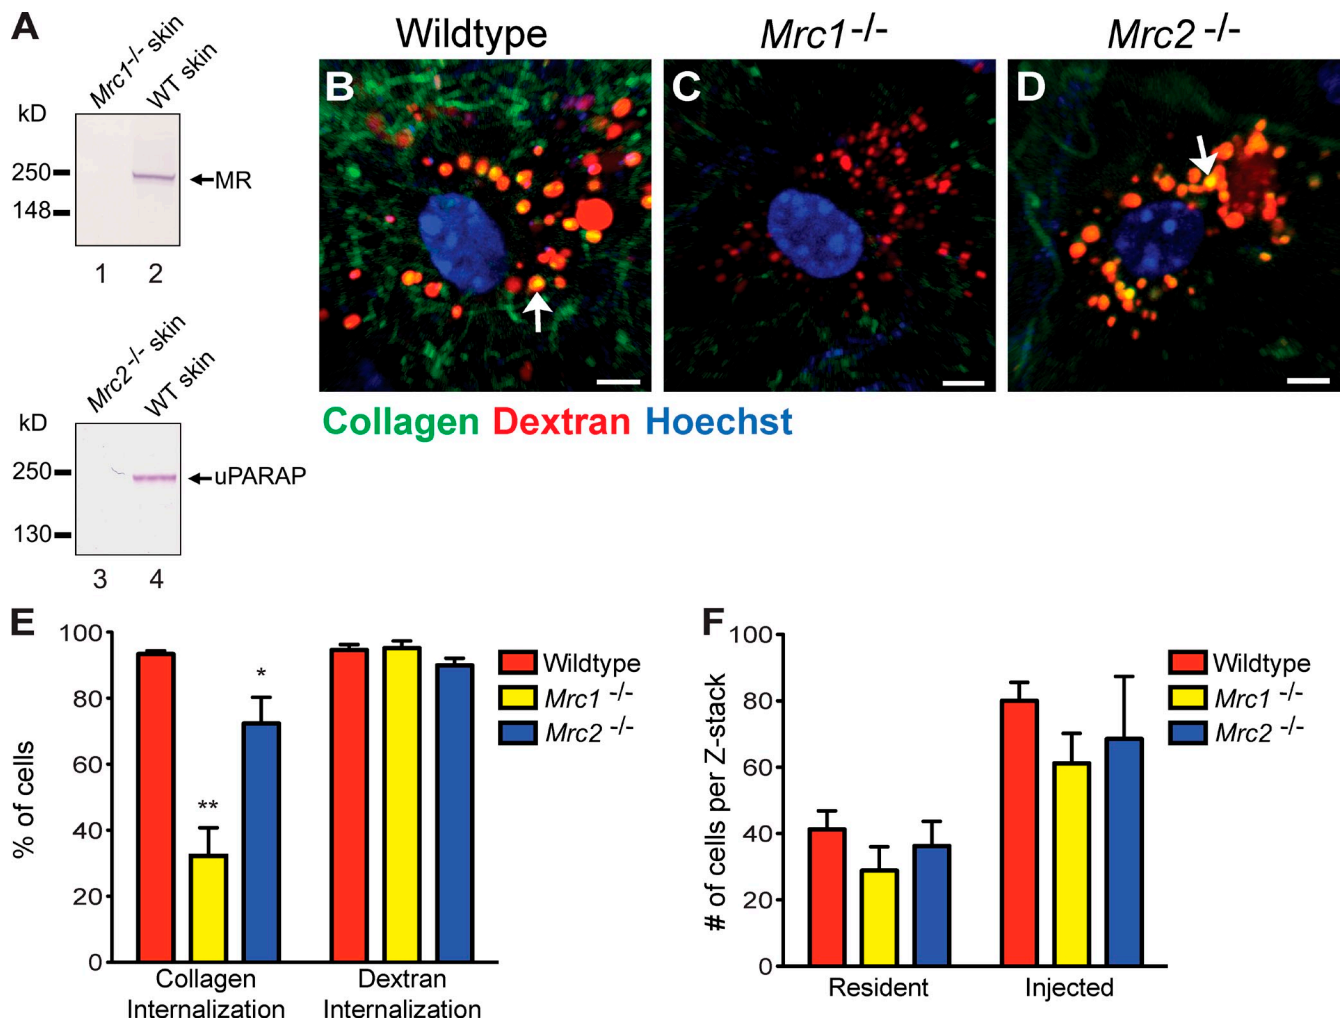 A
Mrc1-/- skin
WT skin
kD
250
148
MR
1 2
Mrc2-/- skin
WT skin
kD
250
130
uPARAP
3 4
Wildtype
Mrc1-/-
Mrc2 -/-
B
C
D
Collagen Dextran Hoechst
E
% of cells
100
80
60
40
20
0
**
*
Collagen
Internalization
Dextran
Internalization
Wildtype
Mrc1 -/-
Mrc2 -/-
F
# of cells per Z-stack
100
80
60
40
20
0
Resident
Injected
Wildtype
Mrc1 -/-
Mrc2 -/-